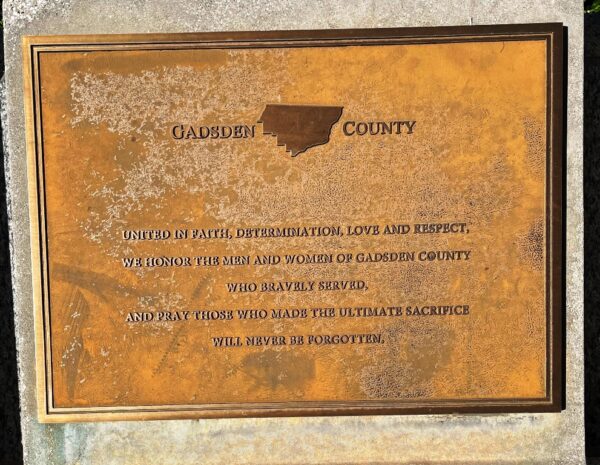 GADSDEN COUNTY
UNITED IN FAITH, DETERMINATION, LOVE AND RESPECT,
WE HONOR THE MEN AND WOMEN OF GADSDEN COUNTY
WHO BRAVELY SERVED,
AND PRAY THOSE WHO MADE THE ULTIMATE SACRIFICE
WILL NEVER BE FORGOTTEN.